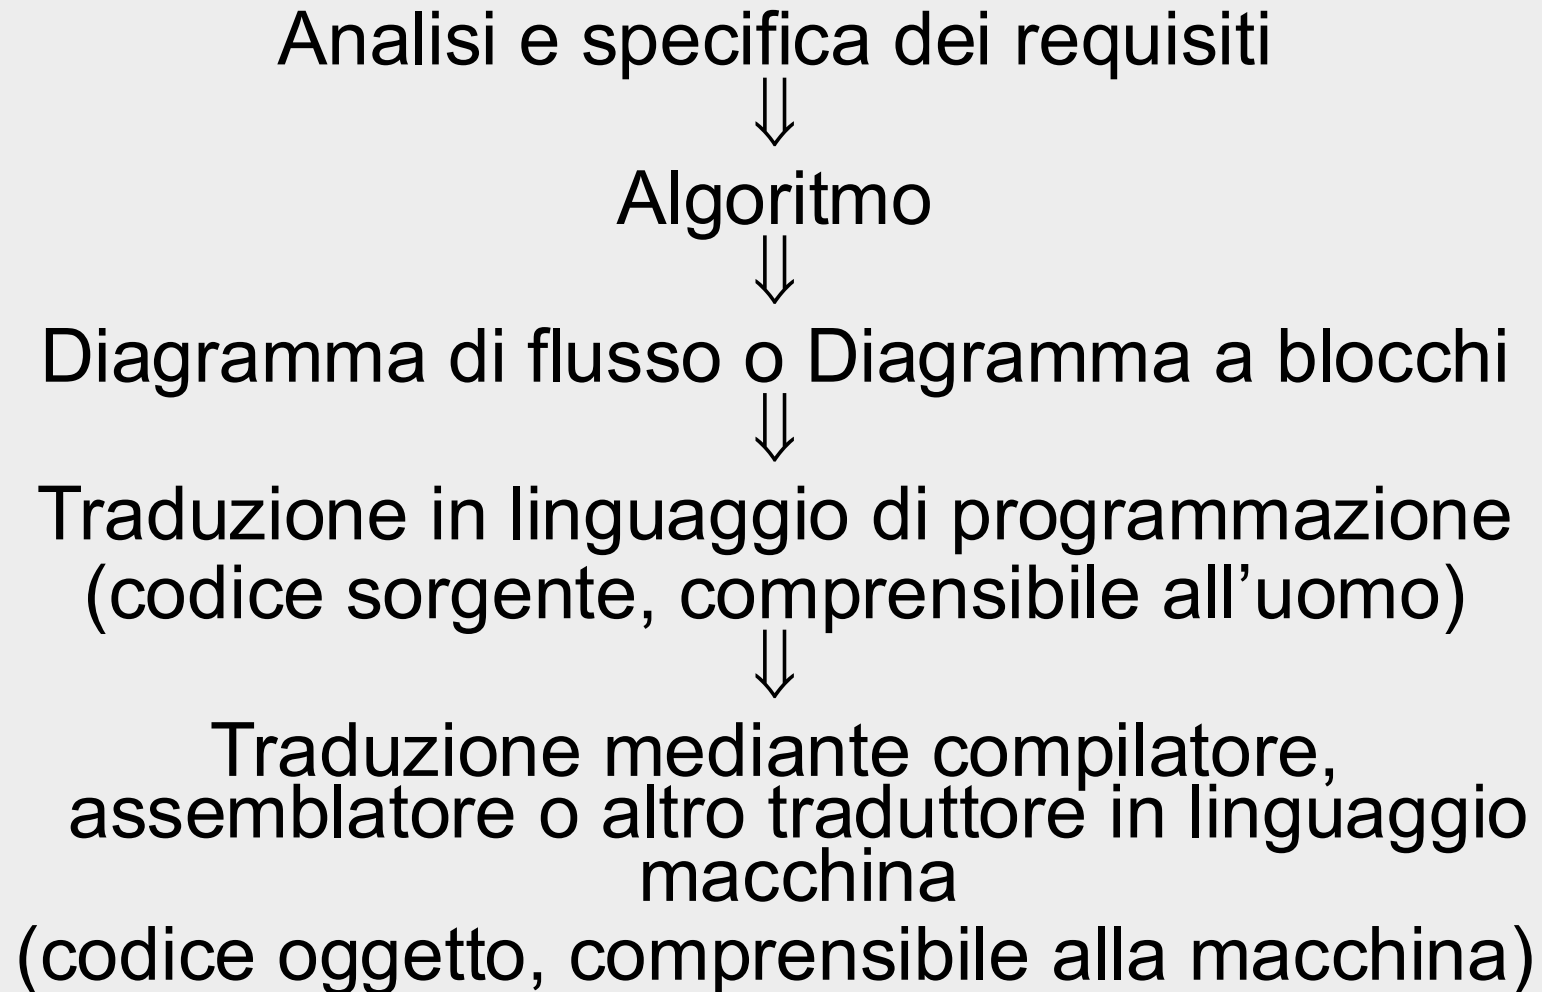 Analisi e specifica dei requisiti
⇓
Algoritmo
⇓
Diagramma di flusso o Diagramma a blocchi
⇓
Traduzione in linguaggio di programmazione
(codice sorgente, comprensibile all’uomo)
⇓
Traduzione mediante compilatore,
assemblatore o altro traduttore in linguaggio
macchina
(codice oggetto, comprensibile alla macchina)